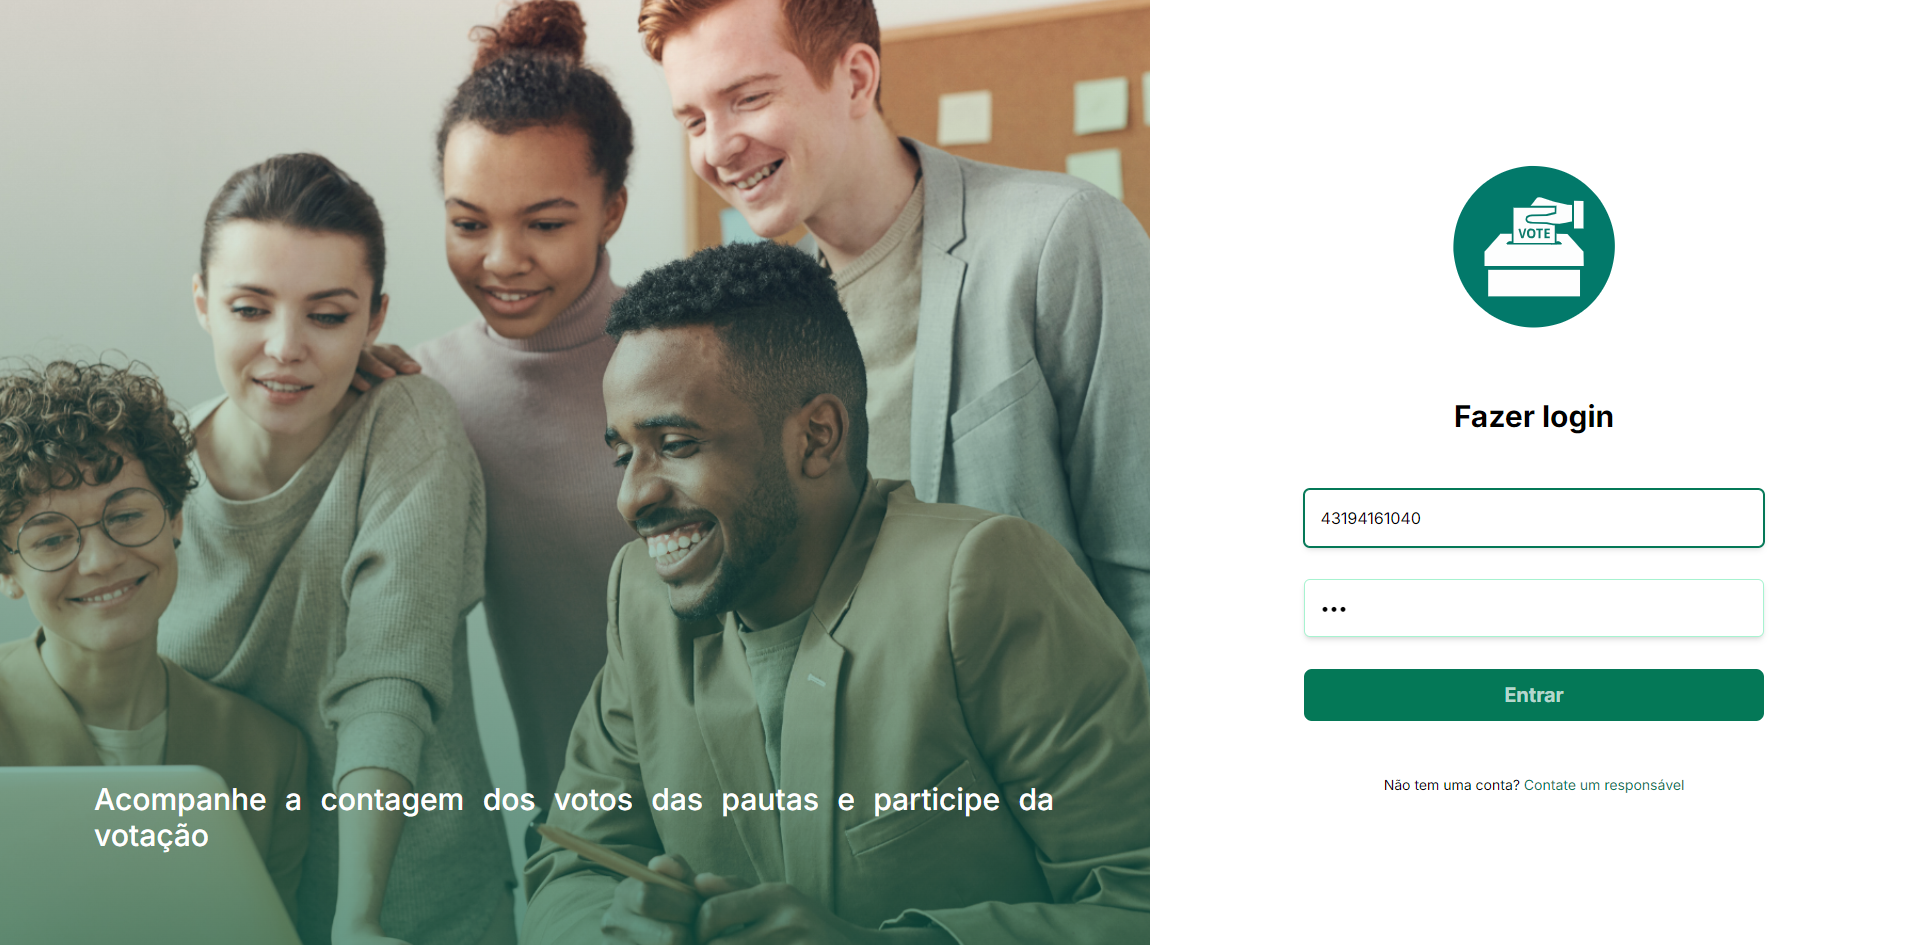 Acompanhe a contagem dos votos das pautas e participe da
votação
VOTE
Fazer login
43194161040
•••
Entrar
Não tem uma conta? Contate um responsável